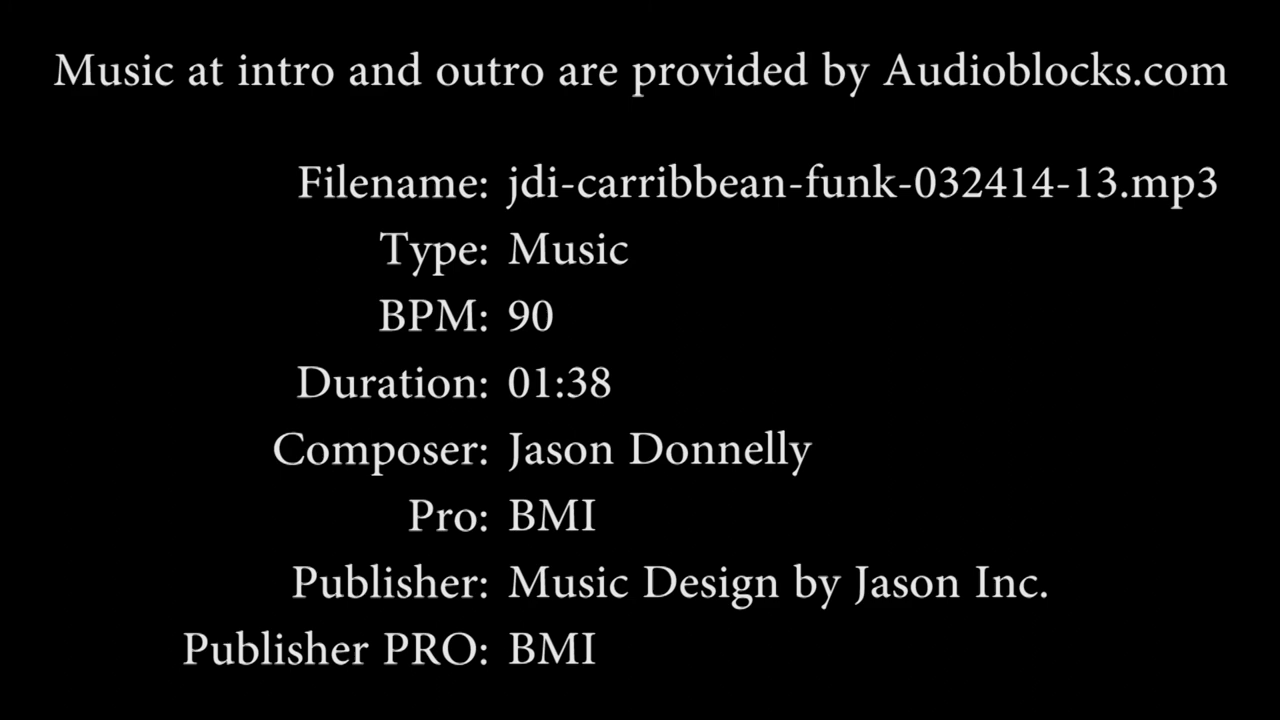 Music at intro and outro are provided by Audioblocks.com
Filename: jdi-carribbean-funk-032414-13.mp3
Type: Music
BPM: 90
Duration: 01:38
Composer: Jason Donnelly
Pro: BMI
Publisher: Music Design by Jason Inc.
Publisher PRO: BMI